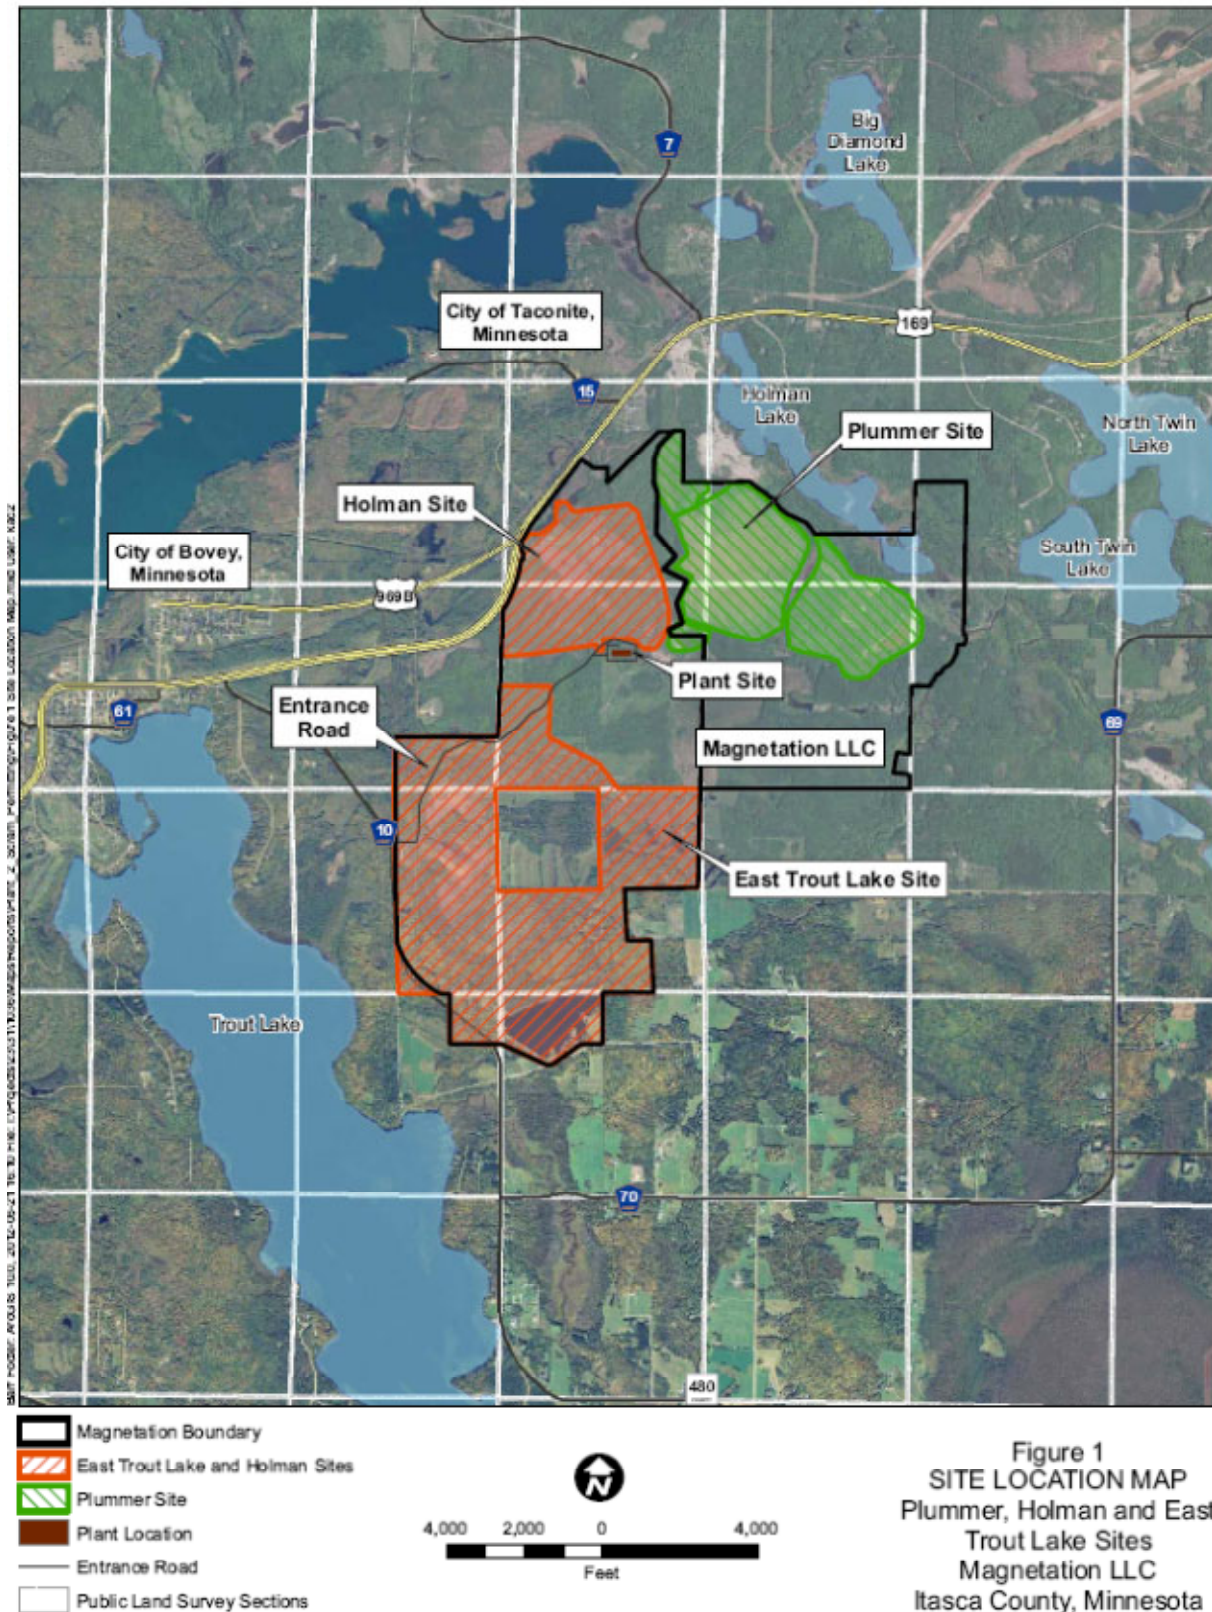 7
Big
Diamond
Lake
City of Taconite,
Minnesota
169
15
Holman
Lake
North Twin
Lake
Plummer Site
Holman Site
City of Bovey,
Minnesota
South Twin
Lake
969B
Plant Site
Entrance
Road
61
69
Magnetation LLC
10
East Trout Lake Site
Trout Lake
70
480
Magnetation Boundary
East Trout Lake and Holman Sites
Plummer Site
Plant Location
Entrance Road
Public Land Survey Sections
N
4,000 2,000 0 4,000
Feet
Figure 1
SITE LOCATION MAP
Plummer, Holman and East
Trout Lake Sites
Magnetation LLC
Itasca County, Minnesota